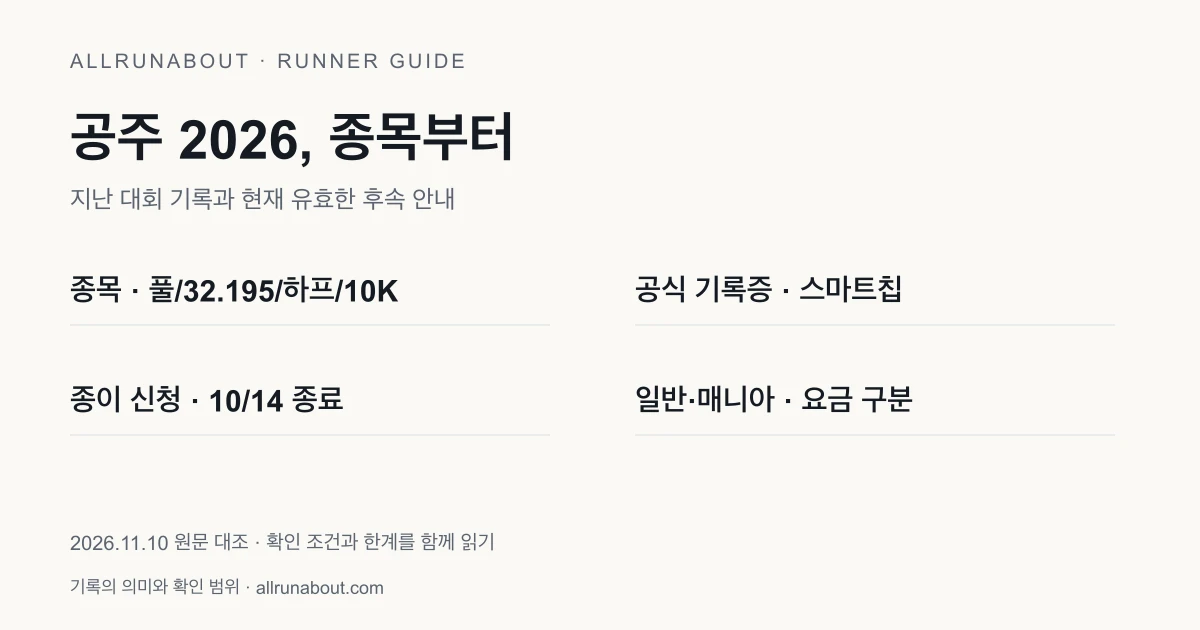 ALLRUNABOUT · RUNNER GUIDE
공주 2026, 종목부터
지난 대회 기록과 현재 유효한 후속 안내
종목 · 풀/32.195/하프/10K
공식 기록증 · 스마트칩
종이 신청 · 10/14 종료
일반·매니아 · 요금 구분
2026.11.10 원문 대조 · 확인 조건과 한계를 함께 읽기
기록의 의미와 확인 범위 · allrunabout.com